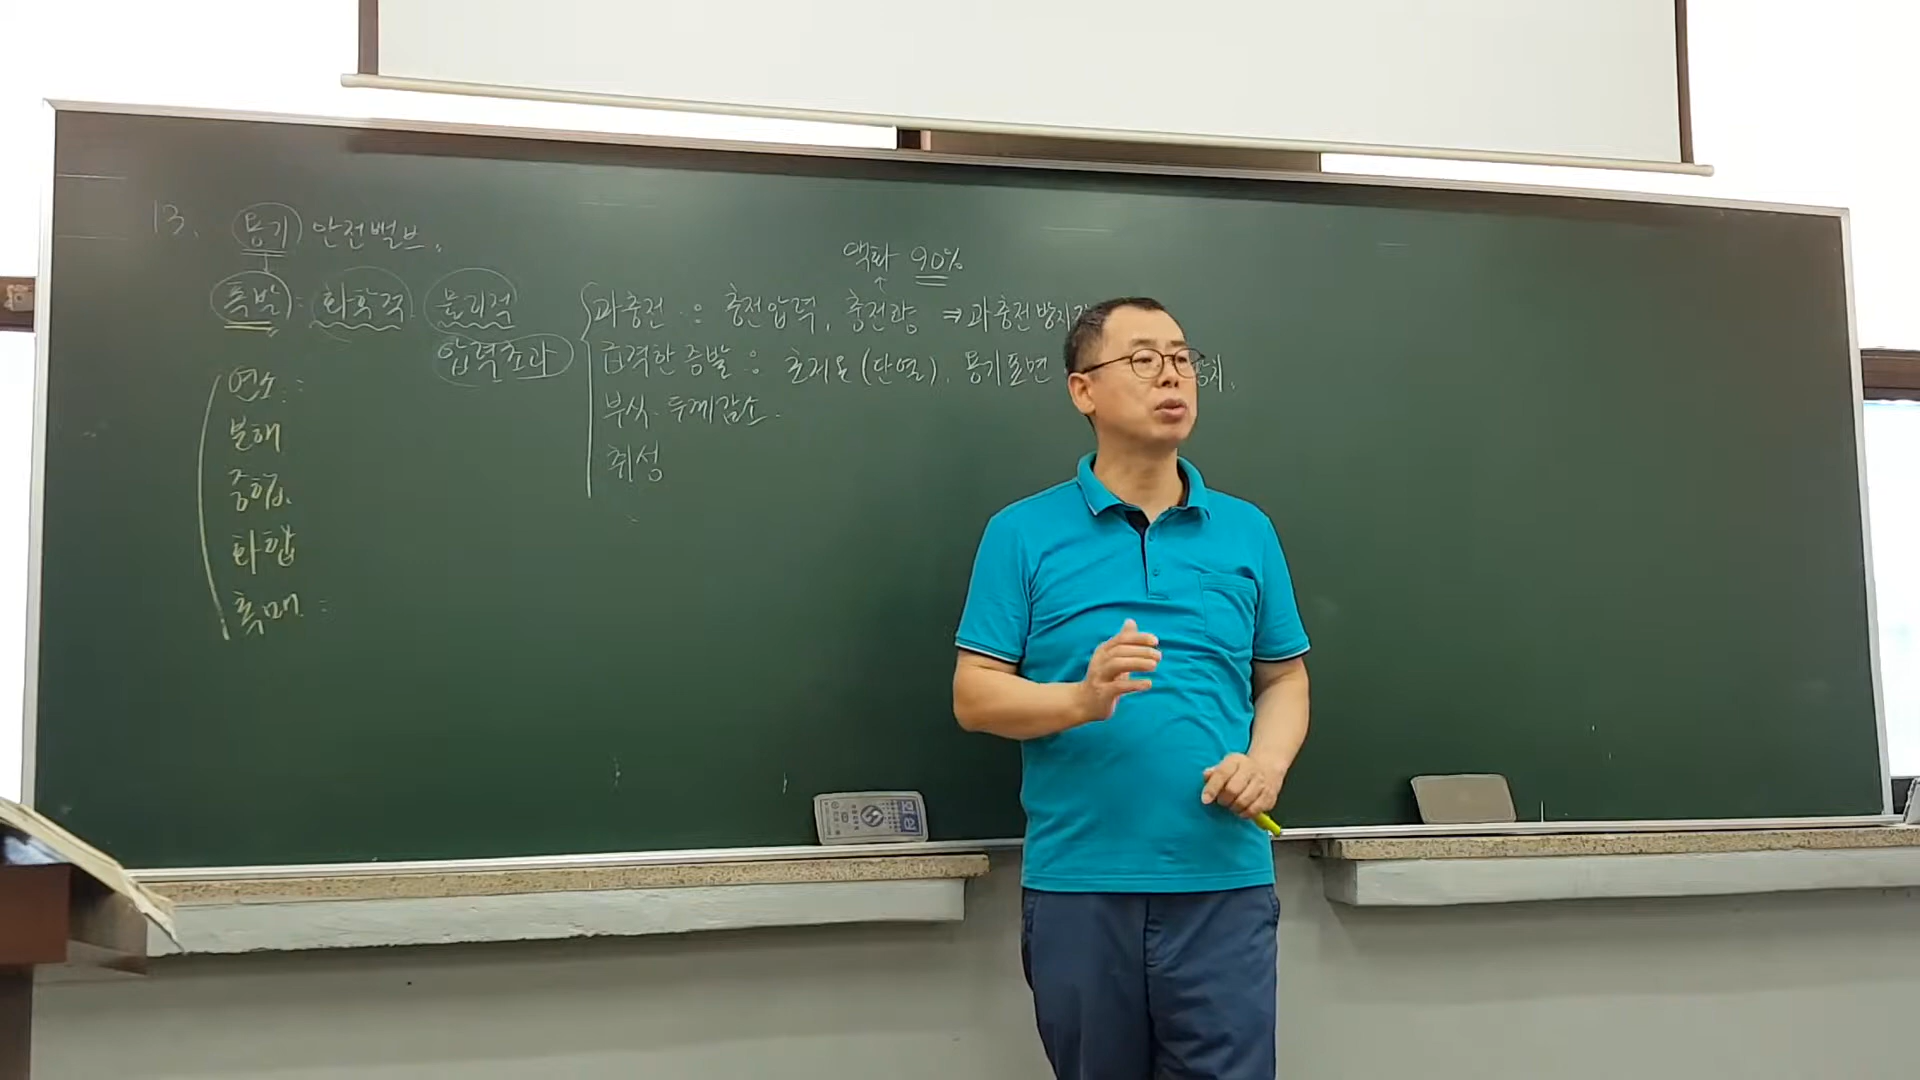 13. 용기 안전밸브.
폭발 : 화학적 물리적
압력초과
연소 :
분해
중합.
화합
촉매 :
액화 90%
과충전 : 충전압력, 충전량 ⇒ 과충전방지
급격한 증발 : 초저온(단열), 용기표면
부식. 두께감소.
취성